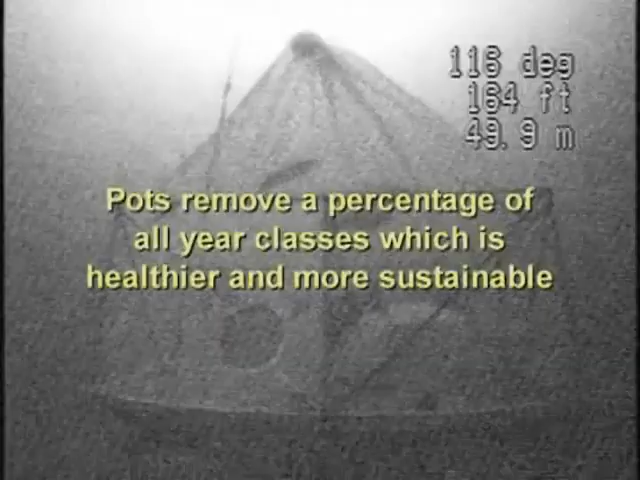 116 deg
164 ft
49.9 m
Pots remove a percentage of
all year classes which is
healthier and more sustainable